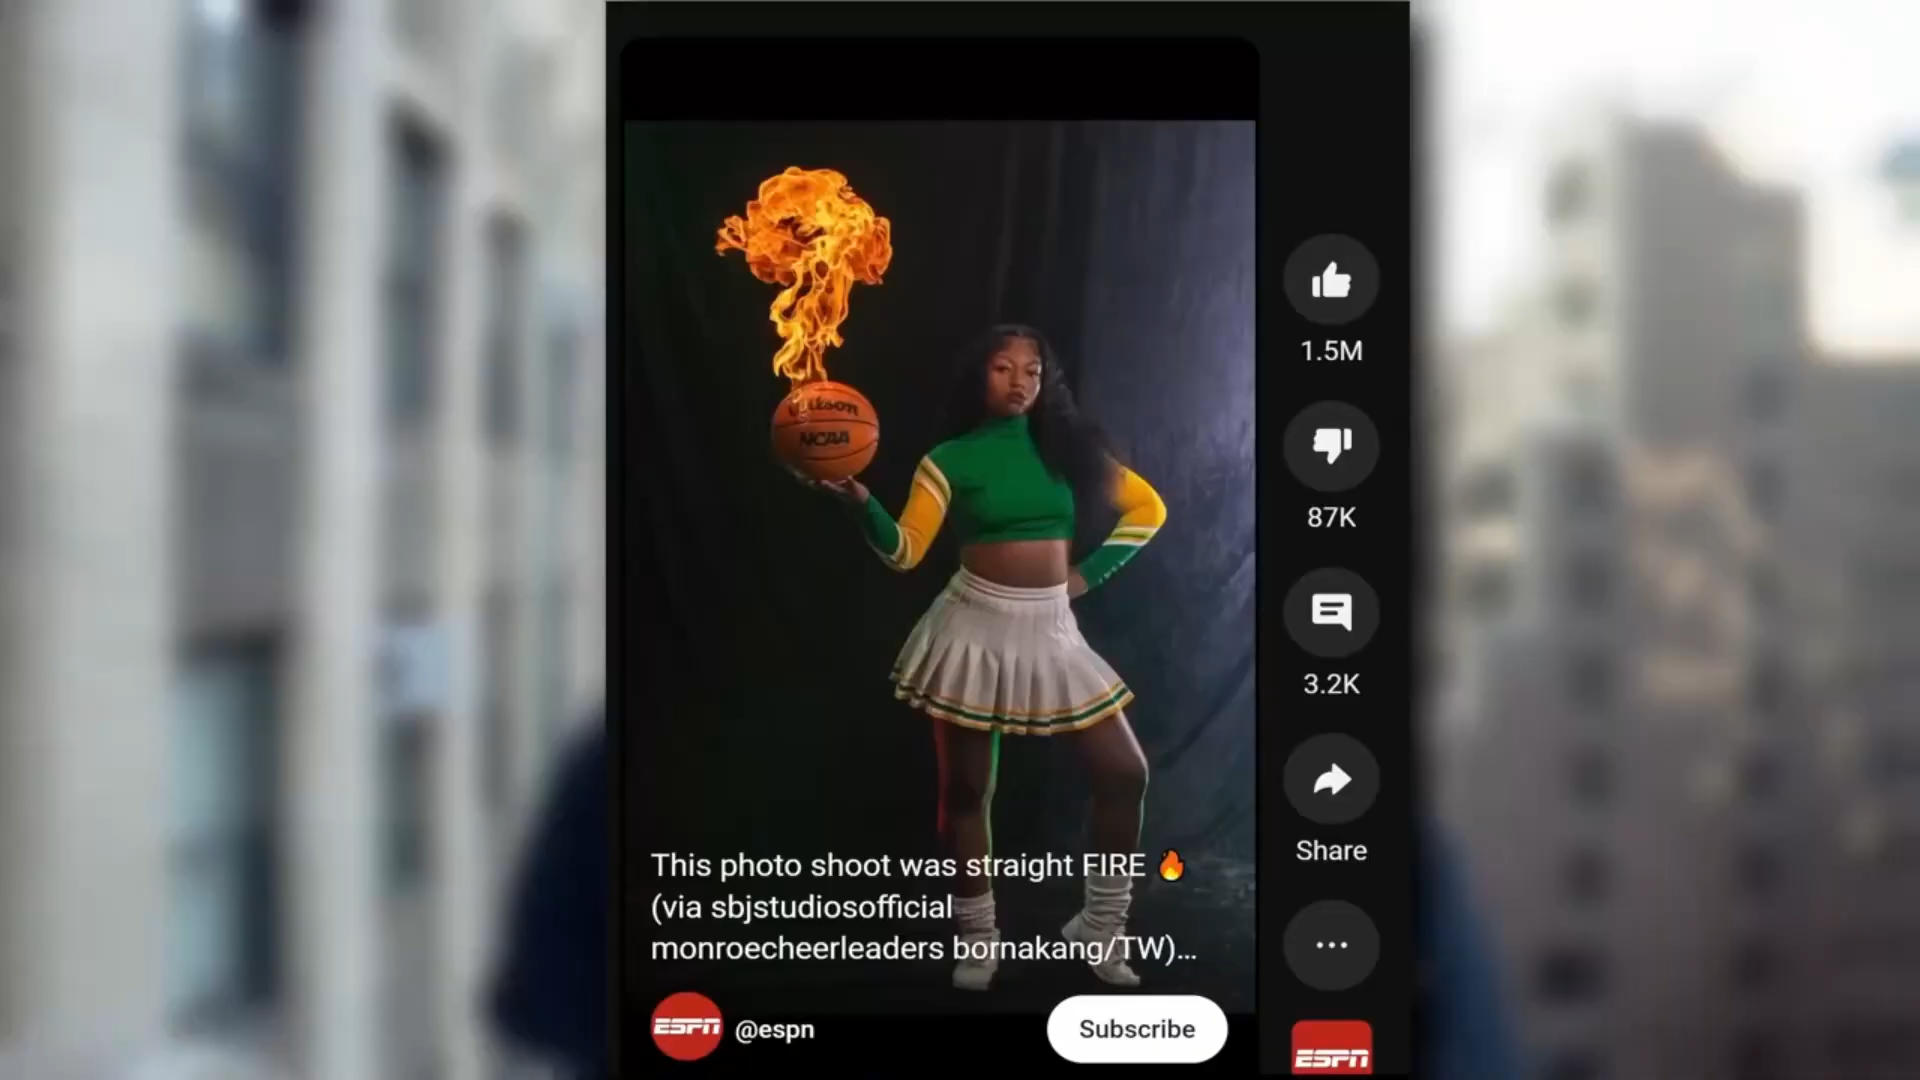 Wilson
NCAA
1.5M
87K
3.2K
Share
This photo shoot was straight FIRE 🔥
(via sbjstudiosofficial
monroecheerleaders bornakang/TW)...
ESPN
@espn
Subscribe
ESPN